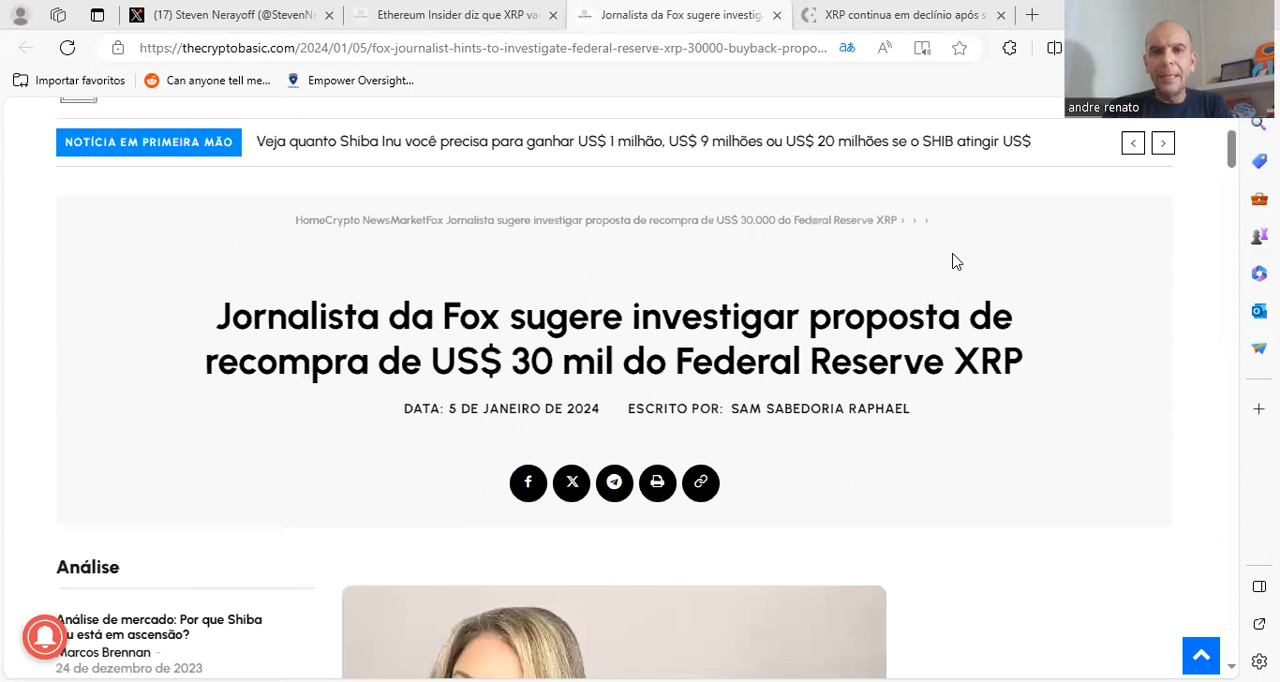 (17) Steven Nerayoff (@StevenN
Ethereum Insider diz que XRP va
Jornalista da Fox sugere investig
XRP continua em declínio após s
https://thecryptobasic.com/2024/01/05/fox-journalist-hints-to-investigate-federal-reserve-xrp-30000-buyback-propo...
Importar favoritos
Can anyone tell me...
Empower Oversight...
andre renato
NOTÍCIA EM PRIMEIRA MÃO
Veja quanto Shiba Inu você precisa para ganhar US$ 1 milhão, US$ 9 milhões ou US$ 20 milhões se o SHIB atingir US$
HomeCrypto NewsMarketFox Jornalista sugere investigar proposta de recompra de US$ 30.000 do Federal Reserve XRP › › ›
Jornalista da Fox sugere investigar proposta de
recompra de US$ 30 mil do Federal Reserve XRP
DATA: 5 DE JANEIRO DE 2024 ESCRITO POR: SAM SABEDORIA RAPHAEL
Análise
Análise de mercado: Por que Shiba
está em ascensão?
Marcos Brennan -
24 de dezembro de 2023